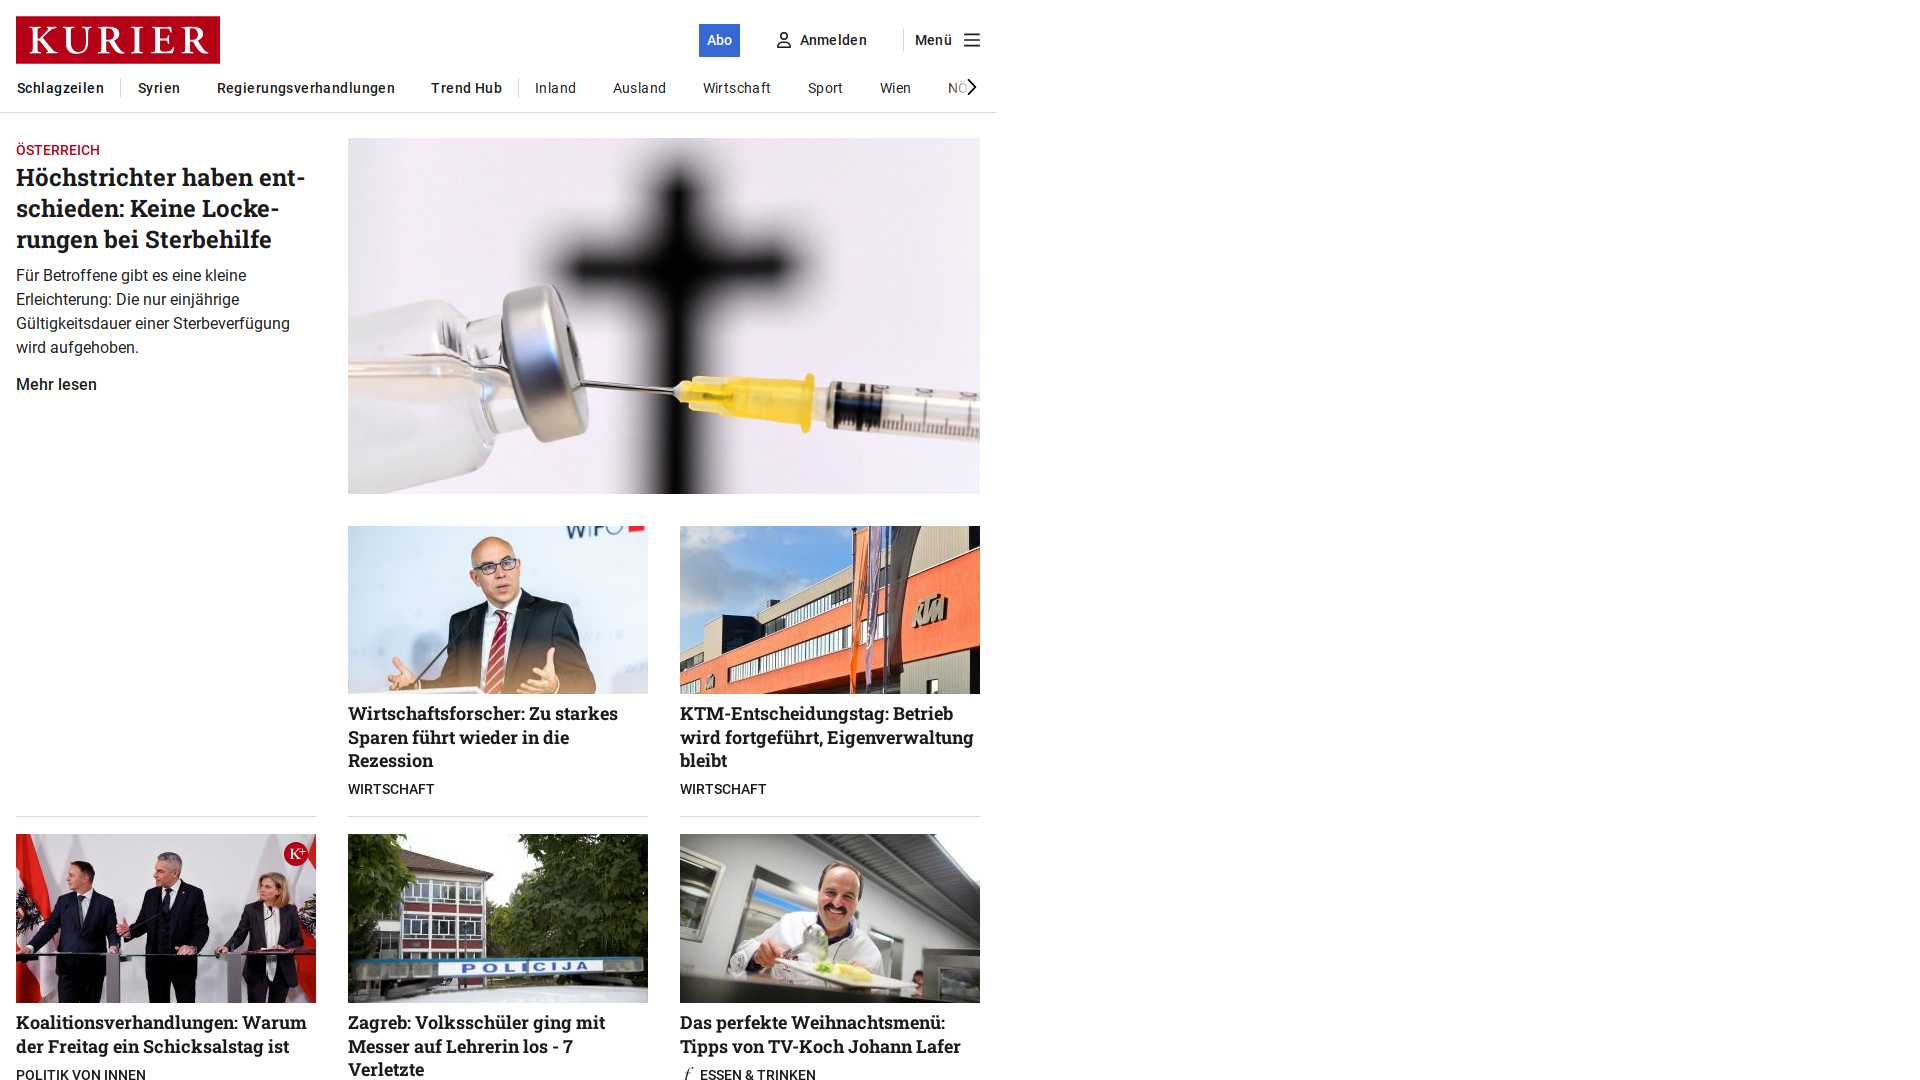 KURIER
Abo
Anmelden
Menü
Schlagzeilen
Syrien
Regierungsverhandlungen
Trend Hub
Inland
Ausland
Wirtschaft
Sport
Wien
NÖ
ÖSTERREICH
Höchstrichter haben ent-
schieden: Keine Locke-
rungen bei Sterbehilfe
Für Betroffene gibt es eine kleine
Erleichterung: Die nur einjährige
Gültigkeitsdauer einer Sterbeverfügung
wird aufgehoben.
Mehr lesen
WIFO
Wirtschaftsforscher: Zu starkes
Sparen führt wieder in die
Rezession
WIRTSCHAFT
KTM
KTM-Entscheidungstag: Betrieb
wird fortgeführt, Eigenverwaltung
bleibt
WIRTSCHAFT
K+
Koalitionsverhandlungen: Warum
der Freitag ein Schicksalstag ist
POLITIK VON INNEN
POLICIJA
Zagreb: Volksschüler ging mit
Messer auf Lehrerin los - 7
Verletzte
Das perfekte Weihnachtsmenü:
Tipps von TV-Koch Johann Lafer
f ESSEN & TRINKEN